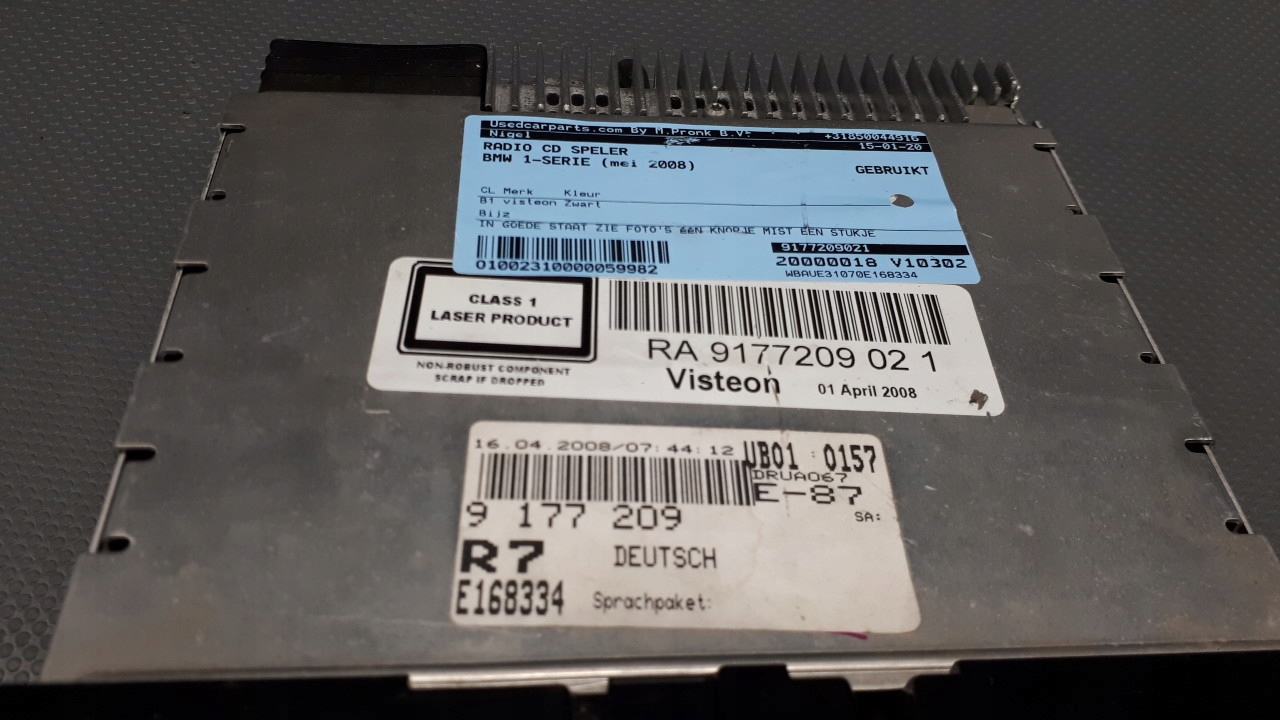 Usedcarparts.com By M.Pronk B.V. +31850044916
Nigel 15-01-20
RADIO CD SPELER
BMW 1-SERIE (mei 2008)
GEBRUIKT
CL Merk Kleur
B1 visteon Zwart
Bijz
IN GOEDE STAAT ZIE FOTO'S EEN KNOPJE MIST EEN STUKJE
9177209021
O1002310000059982
20000018 V10302
WBAUE31070E168334
CLASS 1
LASER PRODUCT
NON-ROBUST COMPONENT
SCRAP IF DROPPED
RA 9177209 02 1
Visteon 01 April 2008
16.04.2008/07:44:12 UB01 0157
DRUA067
E-87
9 177 209
SA:
R7 DEUTSCH
E168334 Sprachpaket: